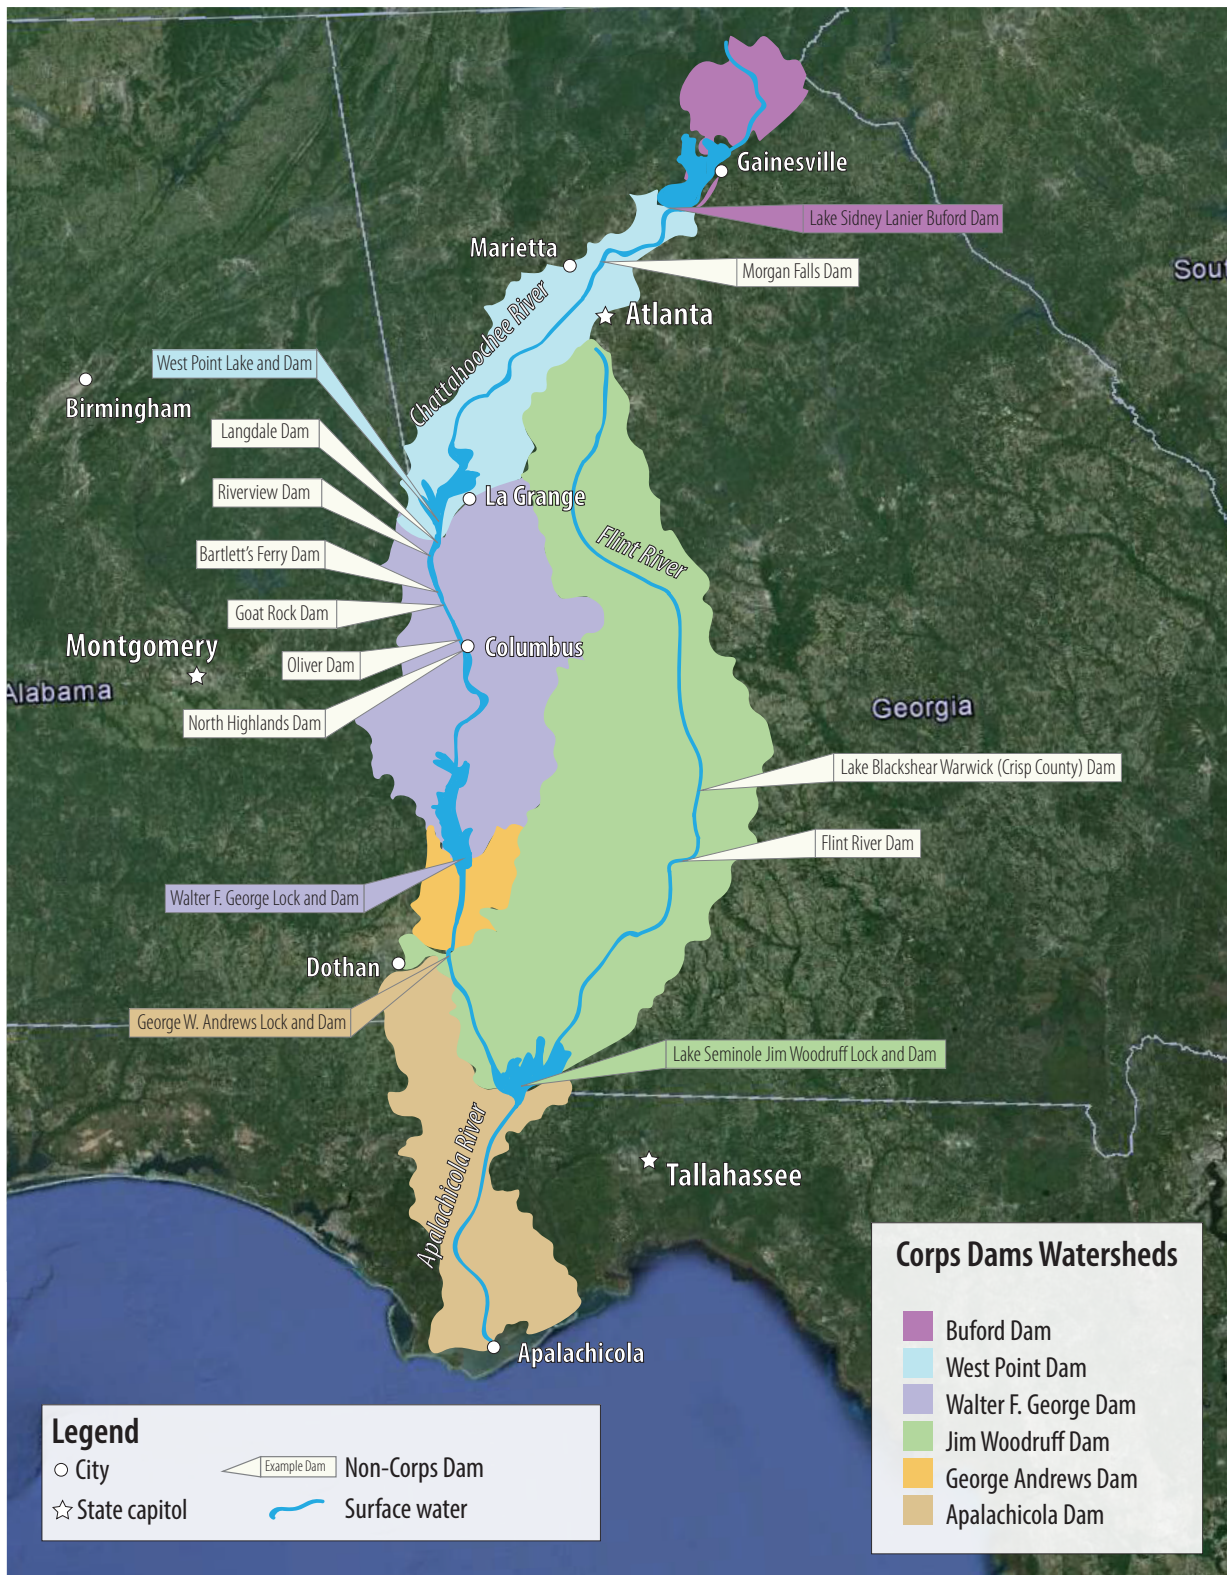 Gainesville
Lake Sidney Lanier Buford Dam
Marietta
Morgan Falls Dam
Sou
Chattahoochee River
Atlanta
West Point Lake and Dam
Birmingham
Langdale Dam
Riverview Dam
La Grange
Flint River
Bartlett's Ferry Dam
Goat Rock Dam
Montgomery
Columbus
Oliver Dam
Alabama
North Highlands Dam
Georgia
Lake Blackshear Warwick (Crisp County) Dam
Flint River Dam
Walter F. George Lock and Dam
Dothan
George W. Andrews Lock and Dam
Lake Seminole Jim Woodruff Lock and Dam
Apalachicola River
Tallahassee
Apalachicola
Corps Dams Watersheds
Buford Dam
West Point Dam
Walter F. George Dam
Jim Woodruff Dam
George Andrews Dam
Apalachicola Dam
Legend
City
Example Dam
Non-Corps Dam
State capitol
Surface water